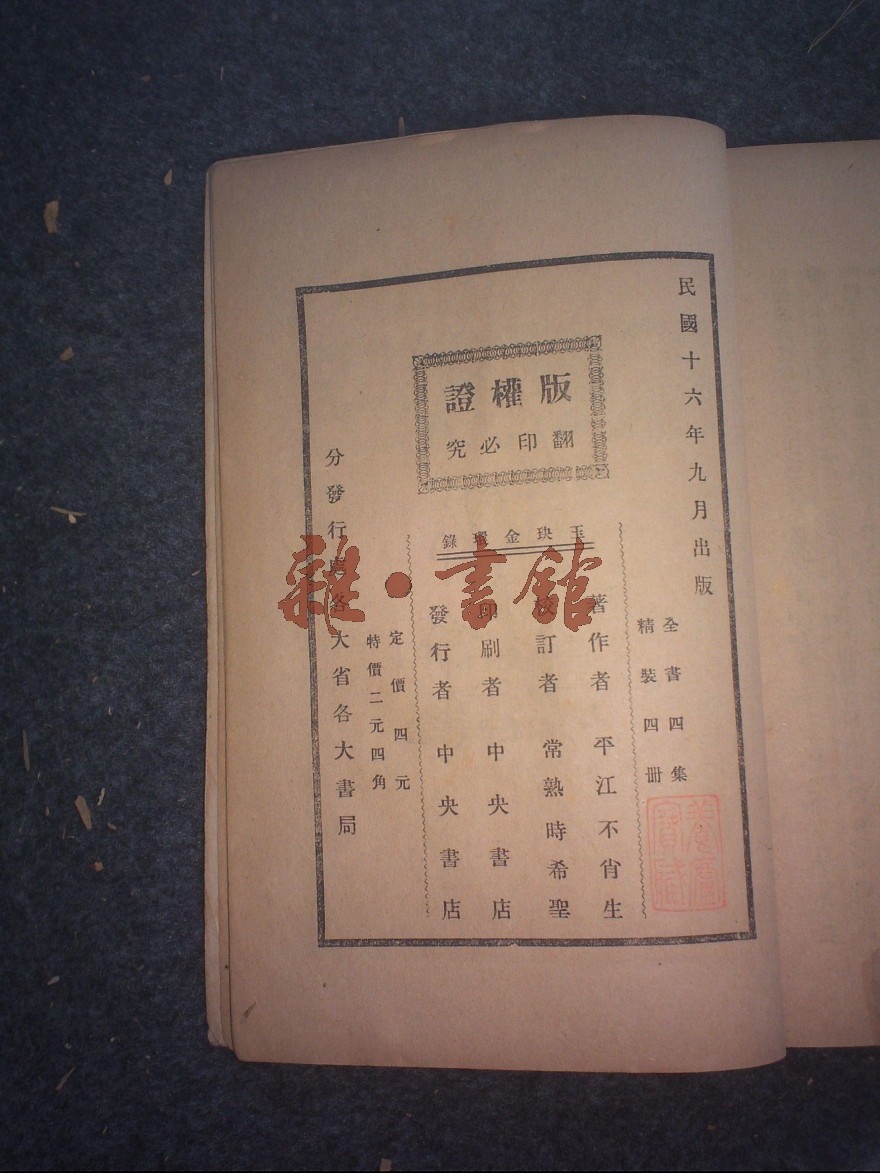 民國十六年九月出版
版權證
翻印必究
玉玦金環錄
全書四集
精裝四册
著作者 平江不肖生
校訂者 常熟時希聖
印刷者 中央書店
發行者 中央書店
定價四元
特價二元四角
分發行處各大省各大書局
雜·書館